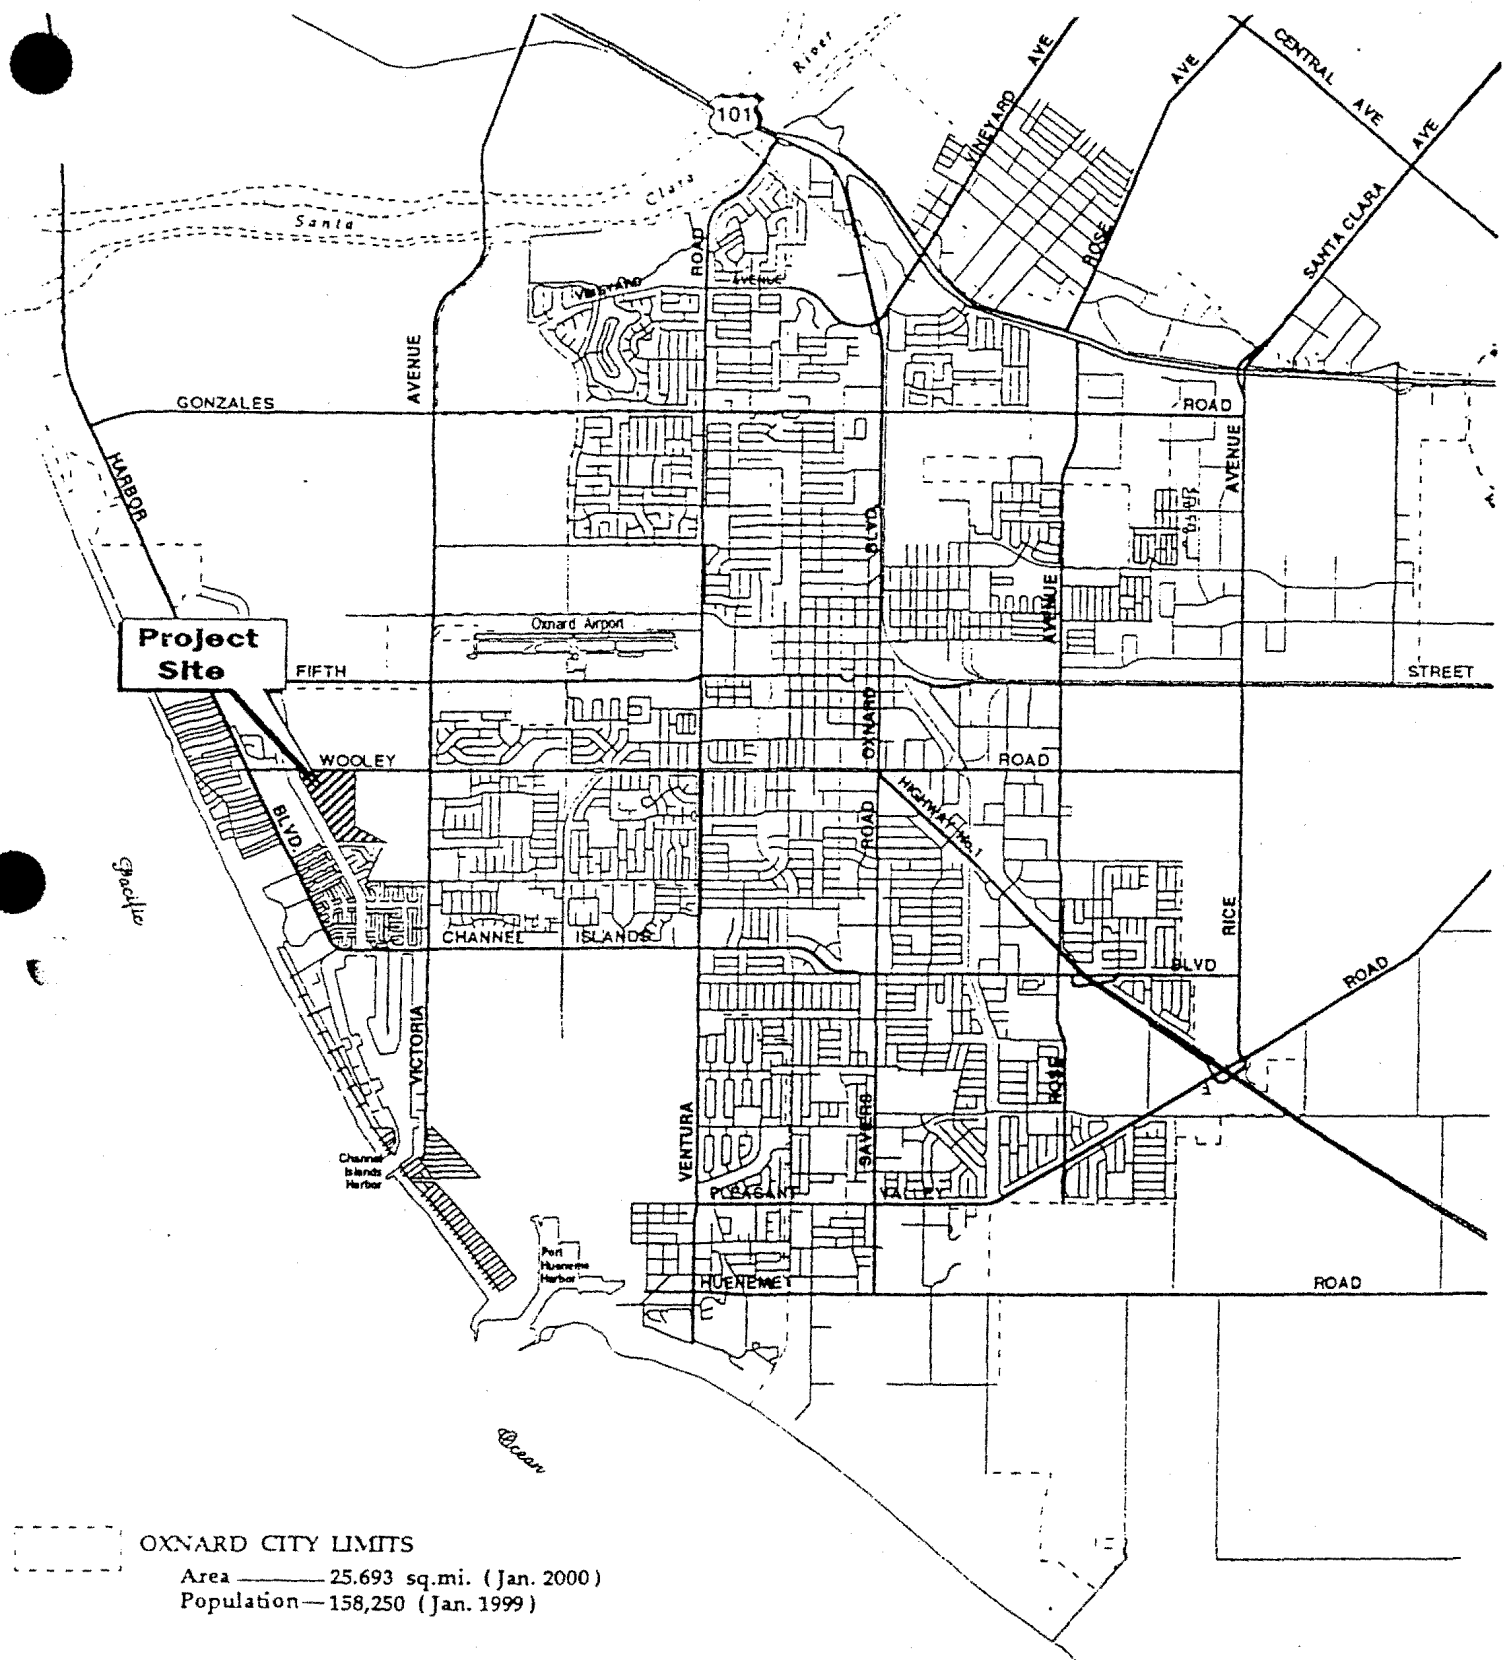 River
AVE
VINEYARD
AVE
CENTRAL
AVE
AVE
101
SANTA CLARA
ROSE
Santa
Clara
ROAD
VINEYARD
AVENUE
AVENUE
GONZALES
ROAD
HARBOR
AVENUE
BLVD
AVENUE
Oxnard Airport
Project
Site
FIFTH
STREET
OXNARD
WOOLEY
ROAD
HIGHWAY No. 1
BLVD.
ROAD
Pacific
RICE
CHANNEL
ISLANDS
BLVD
ROAD
VICTORIA
ROSE
VENTURA
SAVIERS
Channel
Islands
Harbor
PLEASANT
VALLEY
Port
Hueneme
Harbor
HUENEME
ROAD
Ocean
OXNARD CITY LIMITS
Area ——— 25.693 sq.mi. (Jan. 2000)
Population — 158,250 (Jan. 1999)